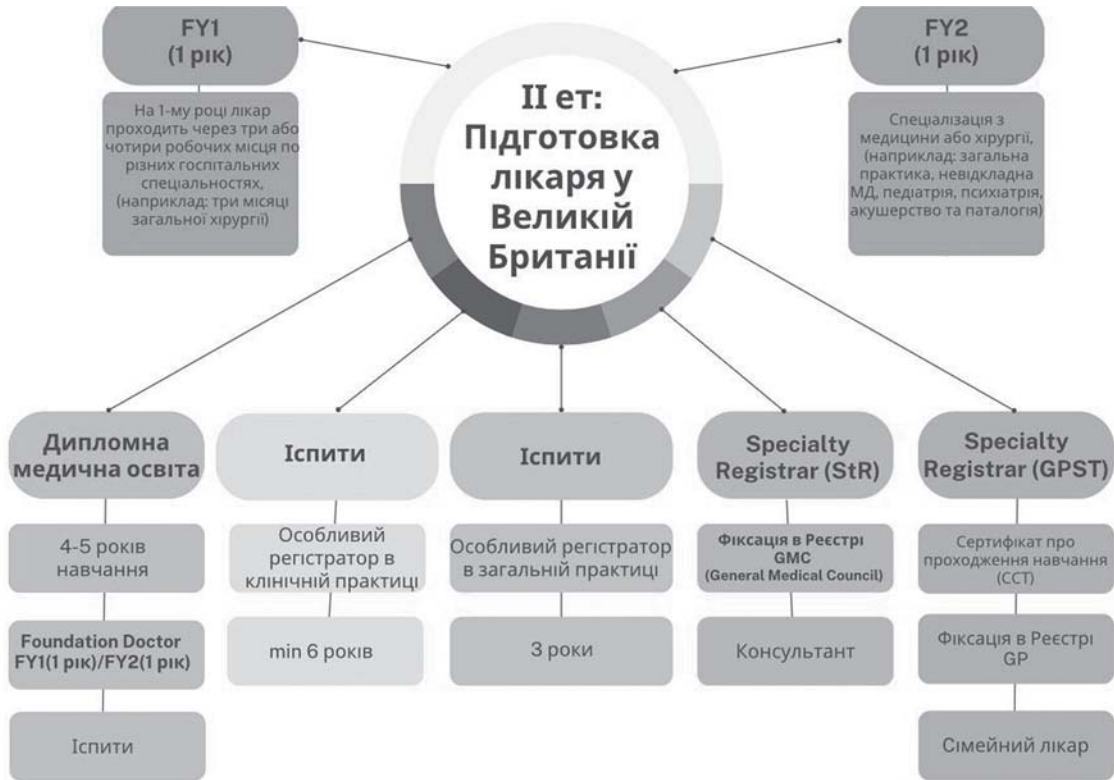 FY1
(1 рік)
На 1-му році лікар
проходить через три або
чотири робочих місця по
різних госпітальних
спеціальностях,
(наприклад: три місяці
загальної хірургії)
ІІ ет:
Підготовка
лікаря у
Великій
Британії
FY2
(1 рік)
Спеціалізація з
медицини або хірургії,
(наприклад: загальна
практика, невідкладна
МД, педіатрія, психіатрія,
акушерство та паталогія)
Дипломна
медична освіта
4-5 років
навчання
Foundation Doctor
FY1(1 рік)/FY2(1 рік)
Іспити
Іспити
Особливий
регістратор в
клінічній практиці
min 6 років
Іспити
Особливий регістратор
в загальній практиці
3 роки
Specialty
Registrar (StR)
Фіксація в Реєстрі
GMC
(General Medical Council)
Консультант
Specialty
Registrar (GPST)
Сертифікат про
проходження навчання
(CCT)
Фіксація в Реєстрі
GP
Сімейний лікар